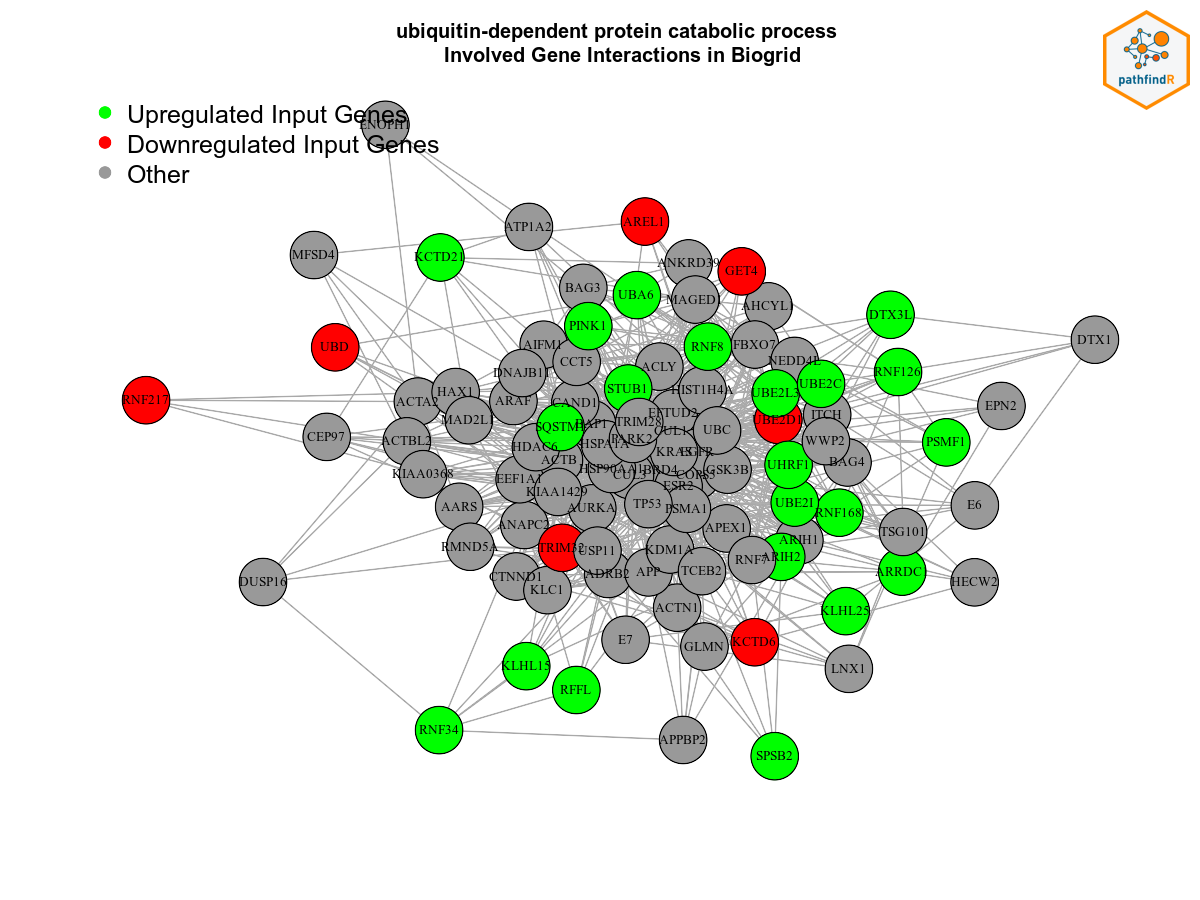 ubiquitin-dependent protein catabolic process
Involved Gene Interactions in Biogrid
pathfindR
Upregulated Input Genes
Downregulated Input Genes
Other
ENOPH1
ATP1A2
AREL1
MFSD4
KCTD21
ANKRD39
GET4
BAG3
UBA6
MAGED1
AHCYL1
DTX3L
PINK1
UBD
AIFM1
RNF8
FBXO7
DTX1
CCT5
NEDD4L
ACLY
DNAJB11
RNF126
UBE2C
STUB1
HIST1H4A
UBE2L3
HAX1
RNF217
ACTA2
ARAF
CAND1
EPN2
EFTUD2
ITCH
MAD2L1
UBE2D1
TRIM28
SQSTM1
UBC
CUL1
CEP97
ACTBL2
PARK2
WWP2
PSMF1
HDAC6
HSPA1A
KRAS
EGFR
ACTB
BAG4
UHRF1
KIAA0368
HSP90AA1
GSK3B
CUL3
COPS5
EEF1A1
ESR2
KIAA1429
UBE2I
TP53
E6
AARS
AURKA
PSMA1
RNF168
ANAPC2
APEX1
TSG101
ARIH1
RMND5A
TRIM32
USP11
KDM1A
ARIH2
RNF7
ADRB2
APP
TCEB2
ARRDC1
CTNND1
DUSP16
HECW2
KLC1
ACTN1
KLHL25
E7
KCTD6
GLMN
KLHL15
LNX1
RFFL
RNF34
APPBP2
SPSB2